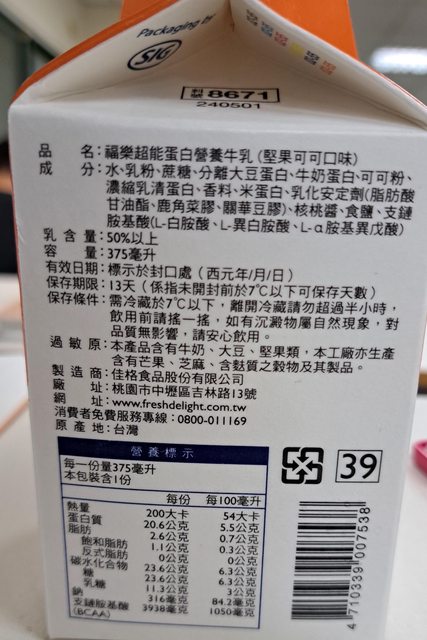 Packaging by
SIG
料號 8671
240501
品名：福樂超能蛋白營養牛乳（堅果可可口味）
成分：水、乳粉、蔗糖、分離大豆蛋白、牛奶蛋白、可可粉、
濃縮乳清蛋白、香料、米蛋白、乳化安定劑(脂肪酸
甘油酯、鹿角菜膠、關華豆膠)、核桃醬、食鹽、支鏈
胺基酸(L-白胺酸、L-異白胺酸、L-α胺基異戊酸)
乳含量：50%以上
容量：375毫升
有效日期：標示於封口處（西元年/月/日）
保存期限：13天（係指未開封前於7℃以下可保存天數）
保存條件：需冷藏於7℃以下，離開冷藏請勿超過半小時，
飲用前請搖一搖，如有沉澱物屬自然現象，對
品質無影響，請安心飲用。
過敏原：本產品含有牛奶、大豆、堅果類，本工廠亦生產
含有芒果、芝麻、含麩質之穀物及其製品。
製造商：佳格食品股份有限公司
廠址：桃園市中壢區吉林路13號
網址：www.freshdelight.com.tw
消費者免費服務專線：0800-011169
原產地：台灣
營養標示
每一份量375毫升
本包裝含1份
每份 每100毫升
熱量 200大卡 54大卡
蛋白質 20.6公克 5.5公克
脂肪 2.6公克 0.7公克
飽和脂肪 1.1公克 0.3公克
反式脂肪 0公克 0公克
碳水化合物 23.6公克 6.3公克
糖 23.6公克 6.3公克
乳糖 11.3公克 3公克
鈉 316毫克 84.2毫克
支鏈胺基酸 3938毫克 1050毫克
(BCAA)
39
4 710339 007538